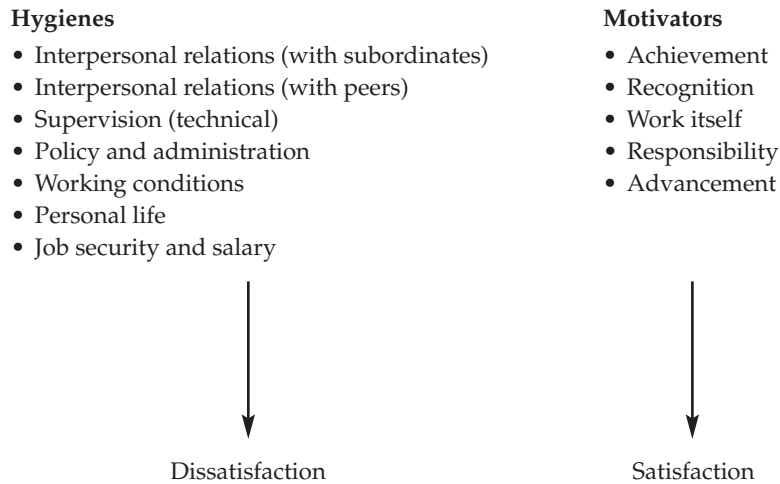 Hygienes
• Interpersonal relations (with subordinates)
• Interpersonal relations (with peers)
• Supervision (technical)
• Policy and administration
• Working conditions
• Personal life
• Job security and salary
Dissatisfaction
Motivators
• Achievement
• Recognition
• Work itself
• Responsibility
• Advancement
Satisfaction